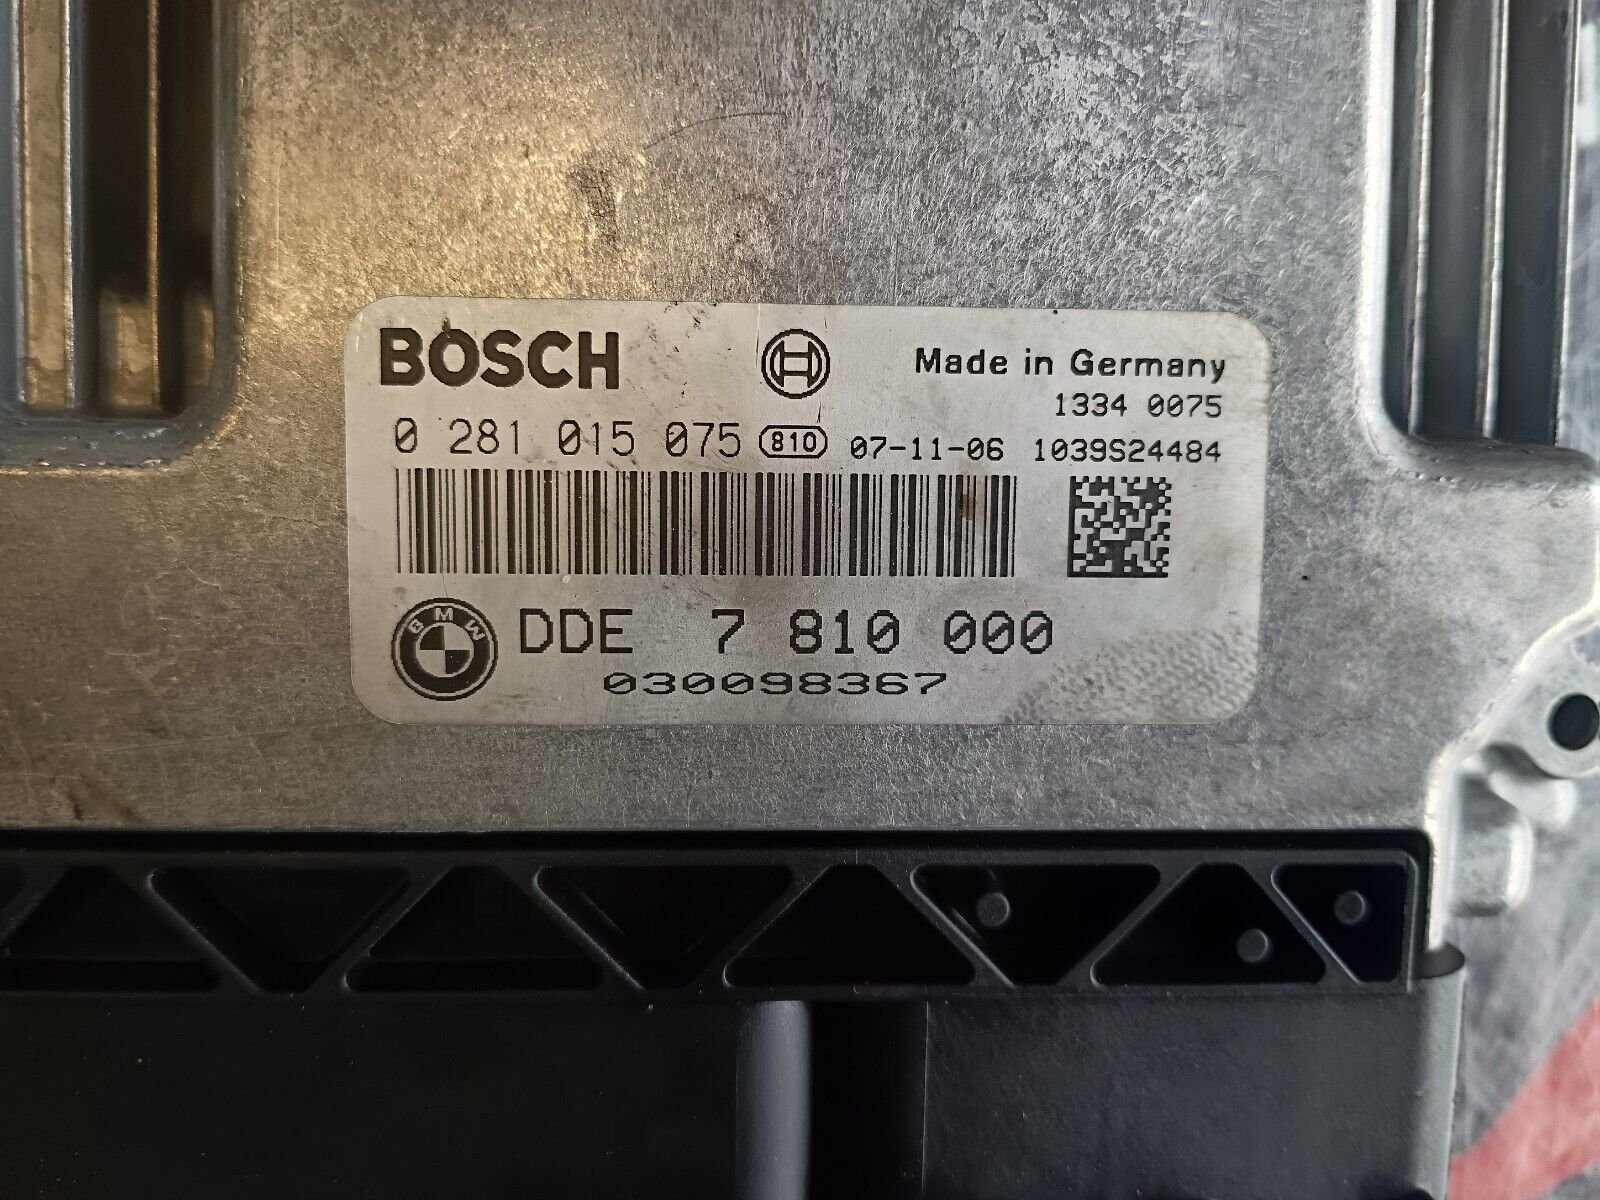 BOSCH
Made in Germany
1334 0075
0 281 015 075 810 07-11-06 1039S24484
BMW
DDE 7 810 000
030098367